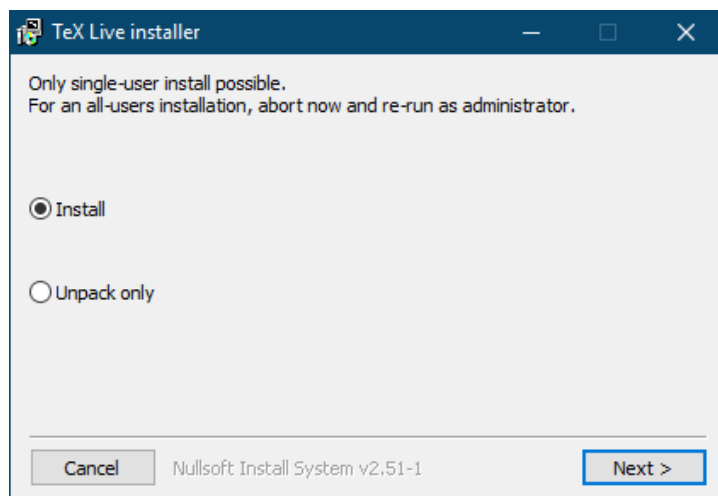 TeX Live installer
Only single-user install possible.
For an all-users installation, abort now and re-run as administrator.
Install
Unpack only
Cancel
Nullsoft Install System v2.51-1
Next >